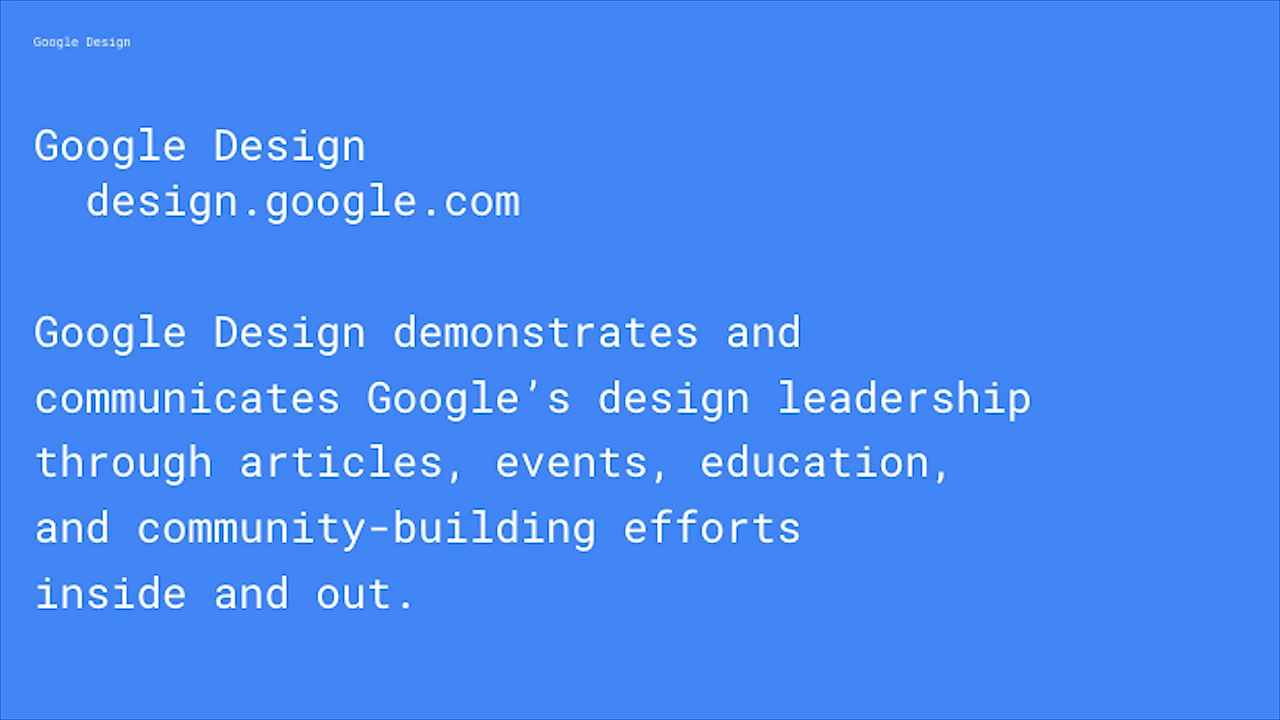 Google Design
Google Design
design.google.com
Google Design demonstrates and
communicates Google’s design leadership
through articles, events, education,
and community-building efforts
inside and out.